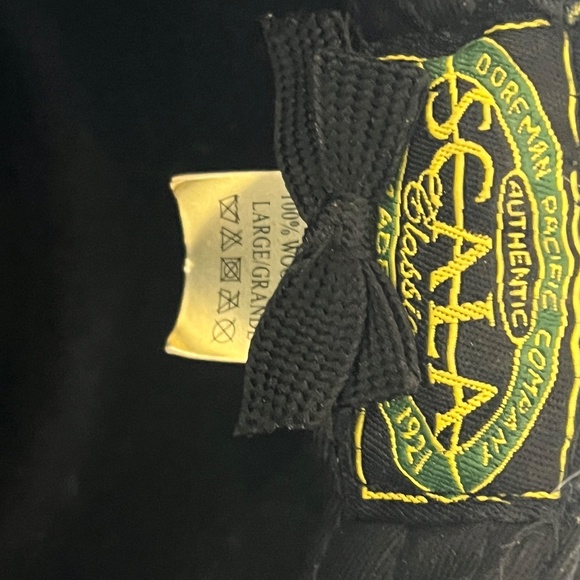 DORFMAN PACIFIC COMPANY
AUTHENTIC
SCALA
Classico
1921
100%
LARGE/GRANDE